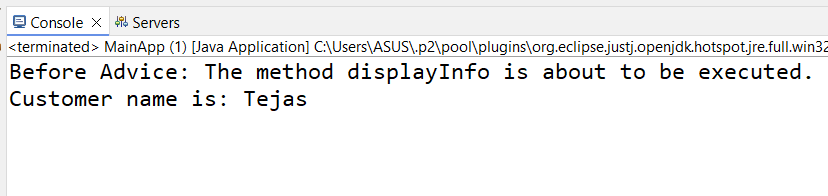 Console × Servers
<terminated> MainApp (1) [Java Application] C:\Users\ASUS\.p2\pool\plugins\org.eclipse.justj.openjdk.hotspot.jre.full.win32
Before Advice: The method displayInfo is about to be executed.
Customer name is: Tejas